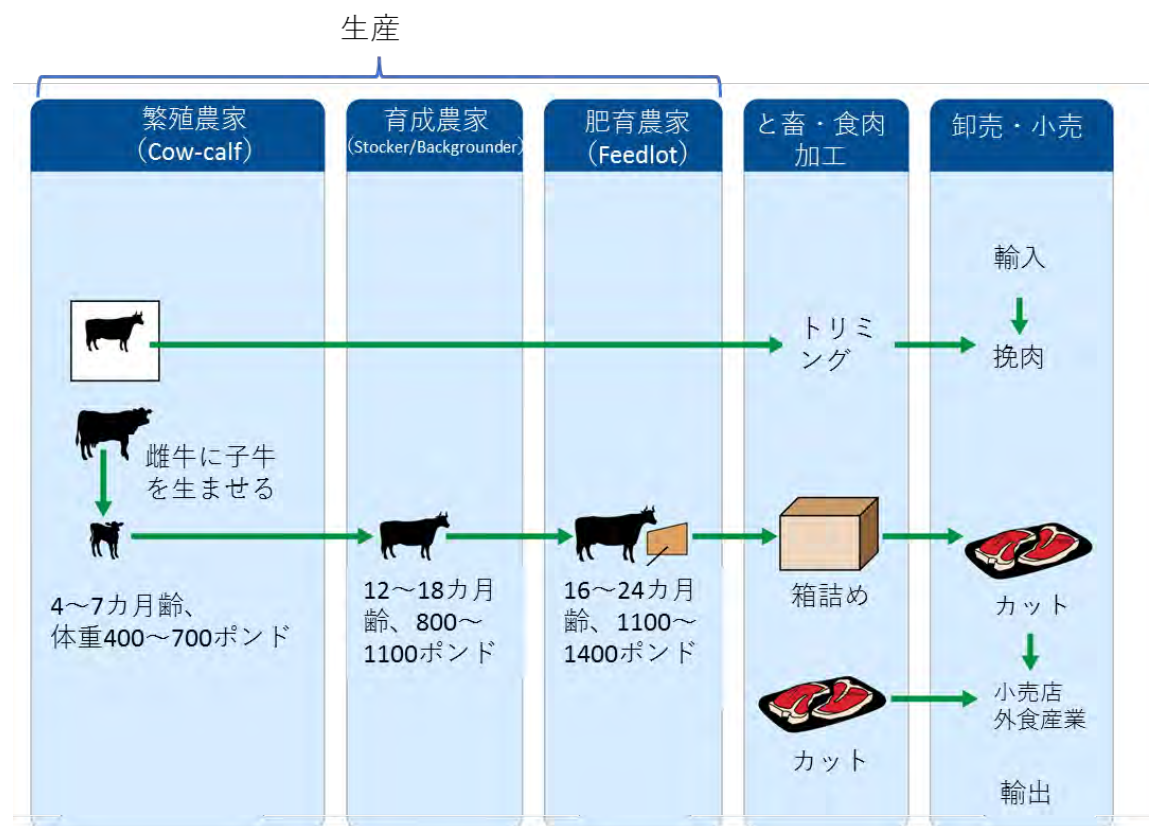 生産
繁殖農家
（Cow-calf）
育成農家
(Stocker/Backgrounder)
肥育農家
（Feedlot）
と畜・食肉
加工
卸売・小売
輸入
トリミ
ング
挽肉
雌牛に子牛
を生ませる
4～7カ月齢、
体重400～700ポンド
12～18カ月
齢、800～
1100ポンド
16～24カ月
齢、1100～
1400ポンド
箱詰め
カット
カット
小売店
外食産業
輸出